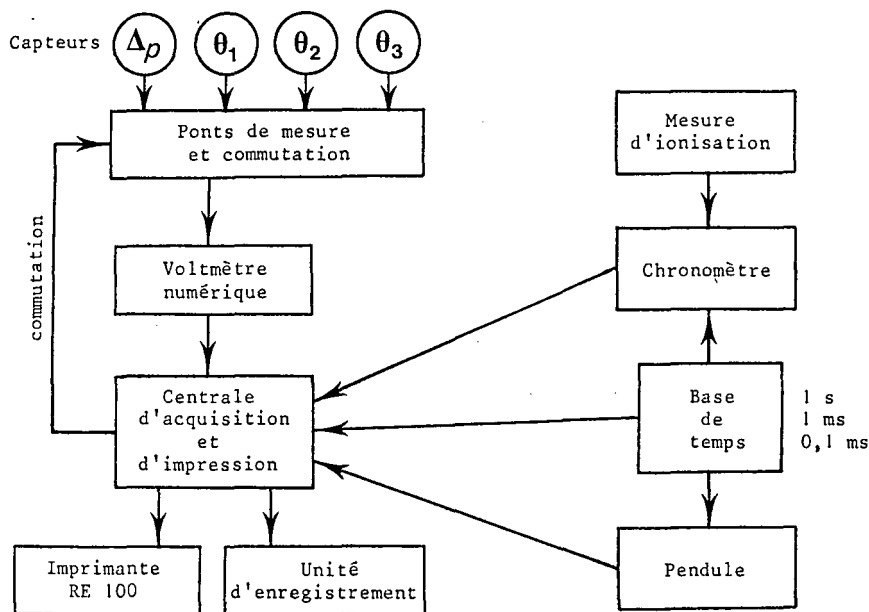 Capteurs
Δp
θ1
θ2
θ3
Ponts de mesure
et commutation
Mesure
d'ionisation
commutation
Voltmètre
numérique
Chronomètre
Centrale
d'acquisition
et
d'impression
Base
de
temps
1 s
1 ms
0,1 ms
Imprimante
RE 100
Unité
d'enregistrement
Pendule